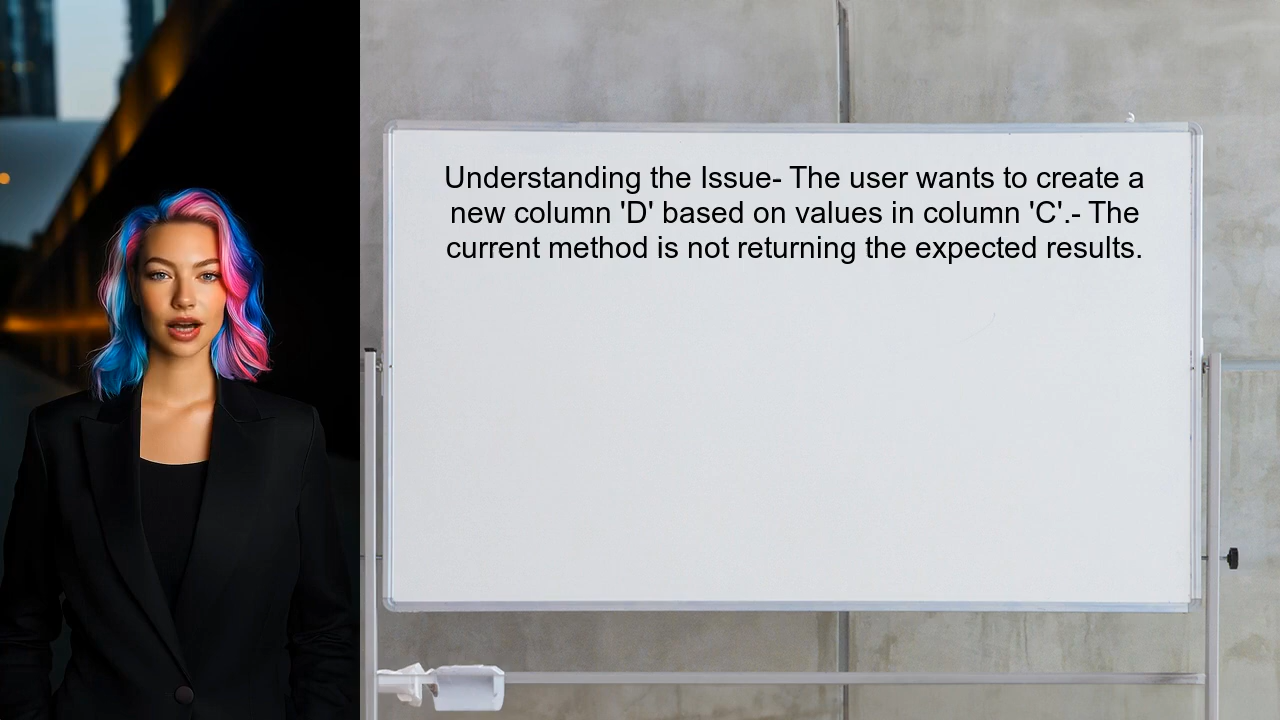 Understanding the Issue- The user wants to create a
new column 'D' based on values in column 'C'.- The
current method is not returning the expected results.